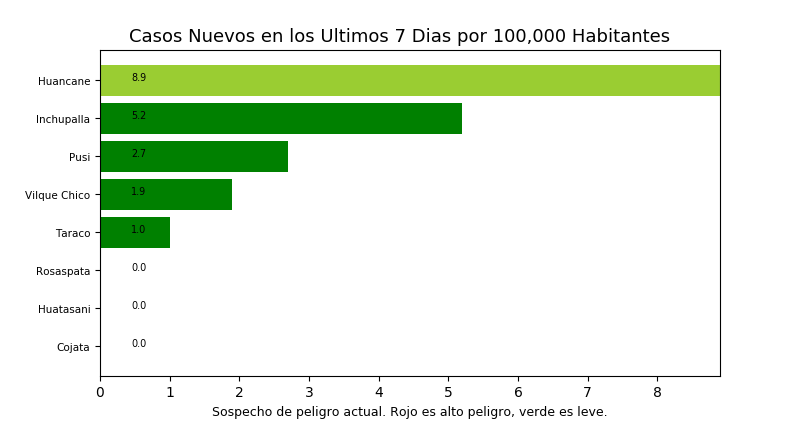 Casos Nuevos en los Ultimos 7 Dias por 100,000 Habitantes
Huancane 8.9
Inchupalla 5.2
Pusi 2.7
Vilque Chico 1.9
Taraco 1.0
Rosaspata 0.0
Huatasani 0.0
Cojata 0.0
0 1 2 3 4 5 6 7 8
Sospecho de peligro actual. Rojo es alto peligro, verde es leve.